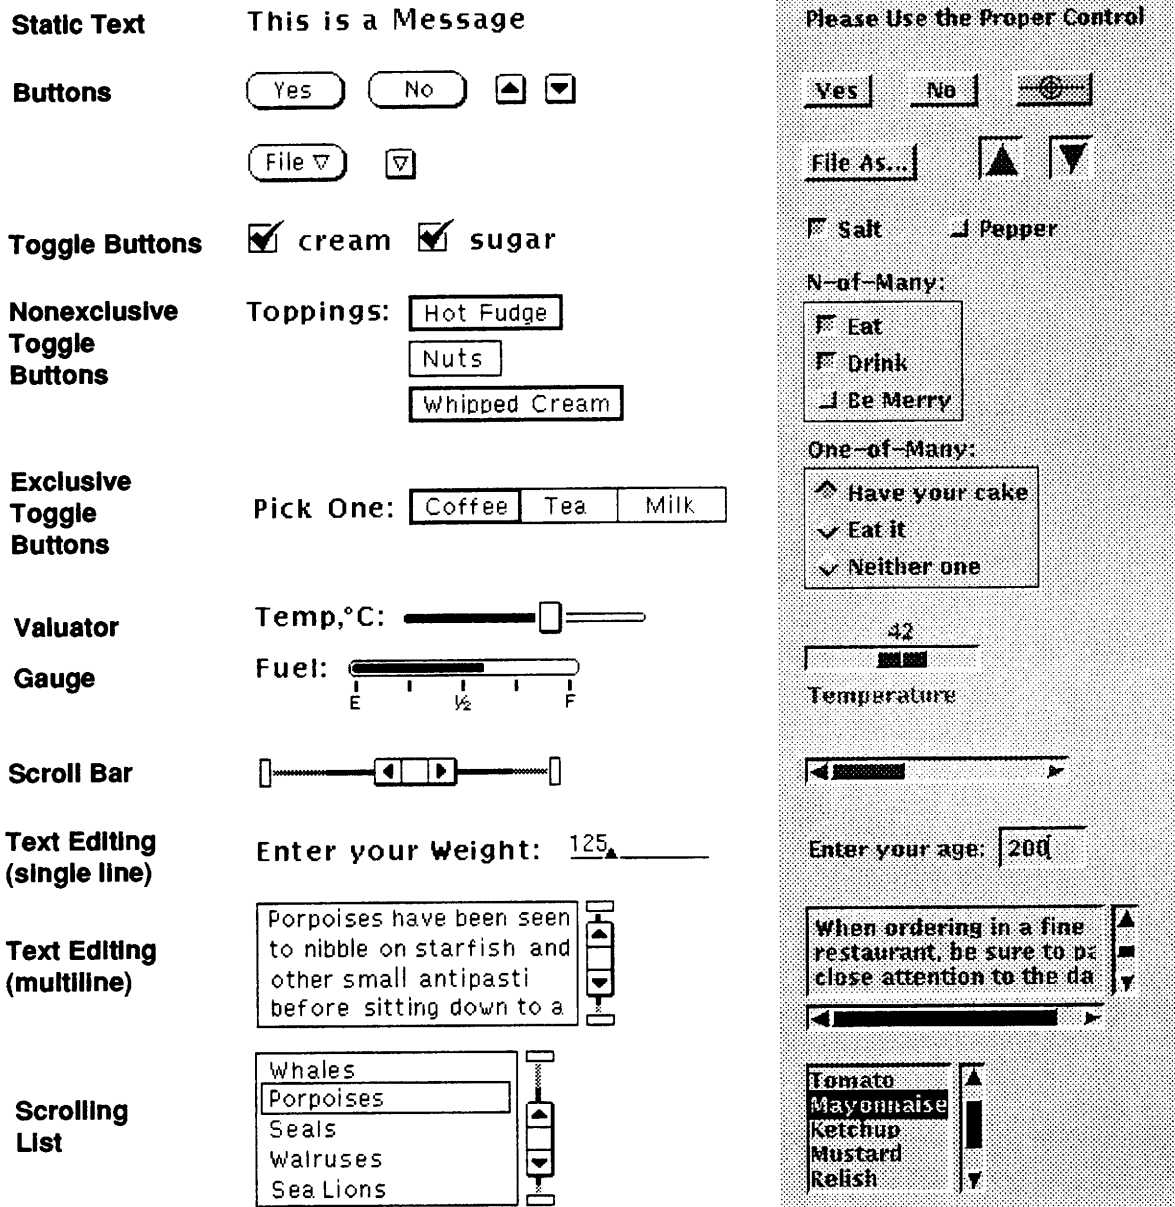 Static Text
This is a Message
Please Use the Proper Control
Buttons
Yes
No
Yes
No
File
File As...
Toggle Buttons
cream
sugar
Salt
Pepper
Nonexclusive
Toggle
Buttons
Toppings:
Hot Fudge
Nuts
Whipped Cream
N-of-Many:
Eat
Drink
Be Merry
Exclusive
Toggle
Buttons
Pick One:
Coffee
Tea
Milk
One-of-Many:
Have your cake
Eat it
Neither one
Valuator
Temp,°C:
42
Temperature
Gauge
Fuel:
E
½
F
Scroll Bar
Text Editing
(single line)
Enter your Weight:
125
Enter your age:
200
Text Editing
(multiline)
Porpoises have been seen
to nibble on starfish and
other small antipasti
before sitting down to a
When ordering in a fine
restaurant, be sure to pa
close attention to the da
Scrolling
List
Whales
Porpoises
Seals
Walruses
Sea Lions
Tomato
Mayonnaise
Ketchup
Mustard
Relish